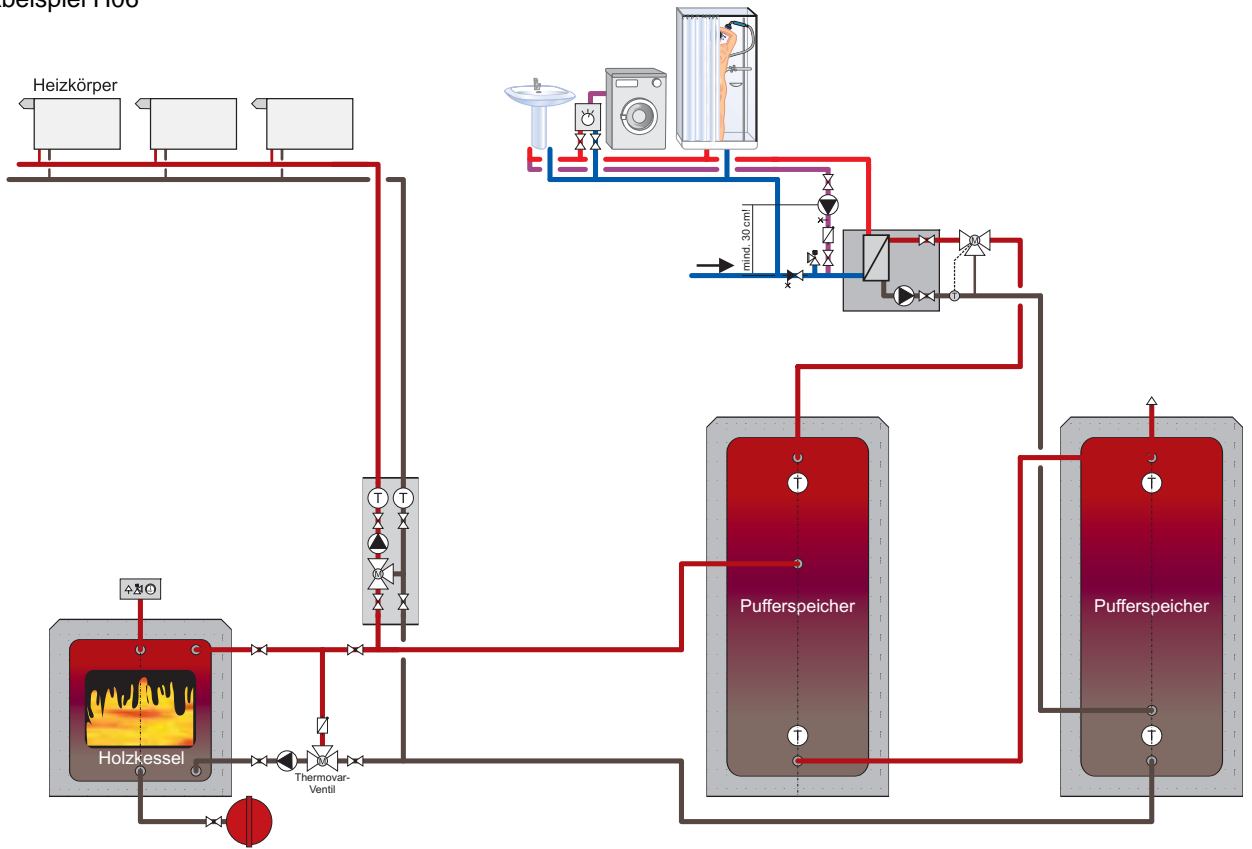 Heizkörper
mind. 30 cm!
M
T
T
T
T
T
M
Pufferspeicher
Pufferspeicher
Holzkessel
T
T
M
Thermovar-
Ventil